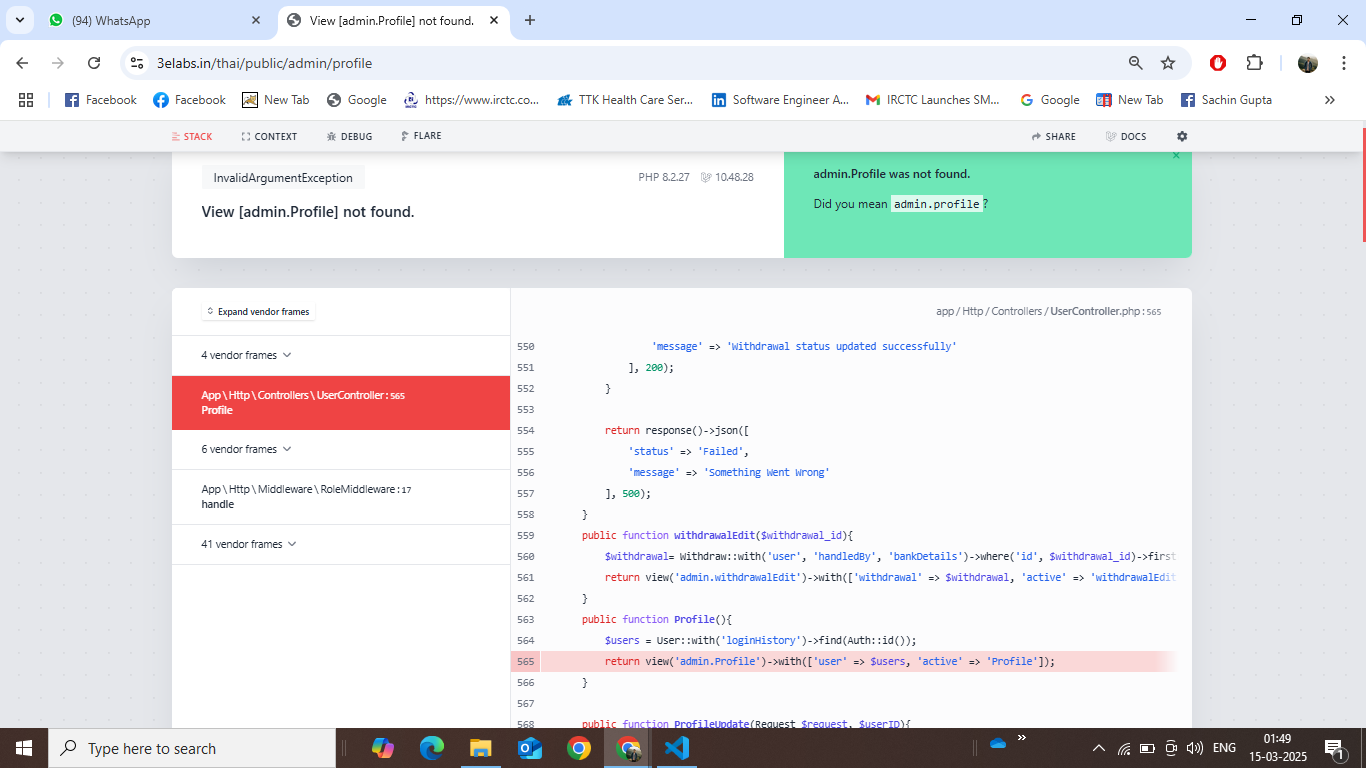 (94) WhatsApp
View [admin.Profile] not found.
3elabs.in/thai/public/admin/profile
Facebook
Facebook
New Tab
Google
https://www.irctc.co...
TTK Health Care Ser...
Software Engineer A...
IRCTC Launches SM...
Google
New Tab
Sachin Gupta
STACK
CONTEXT
DEBUG
FLARE
SHARE
DOCS
InvalidArgumentException
PHP 8.2.27
10.48.28
View [admin.Profile] not found.
admin.Profile was not found.
Did you mean admin.profile?
Expand vendor frames
4 vendor frames
App \ Http \ Controllers \ UserController : 565
Profile
6 vendor frames
App \ Http \ Middleware \ RoleMiddleware : 17
handle
41 vendor frames
app / Http / Controllers / UserController.php : 565
550 'message' => 'Withdrawal status updated successfully'
551 ], 200);
552 }
553
554 return response()->json([
555 'status' => 'Failed',
556 'message' => 'Something Went Wrong'
557 ], 500);
558 }
559 public function withdrawalEdit($withdrawal_id){
560 $withdrawal= Withdraw::with('user', 'handledBy', 'bankDetails')->where('id', $withdrawal_id)->first
561 return view('admin.withdrawalEdit')->with(['withdrawal' => $withdrawal, 'active' => 'withdrawalEdit
562 }
563 public function Profile(){
564 $users = User::with('loginHistory')->find(Auth::id());
565 return view('admin.Profile')->with(['user' => $users, 'active' => 'Profile']);
566 }
567
568 public function ProfileUpdate(Request $request, $userID){
Type here to search
ENG
01:49
15-03-2025
1